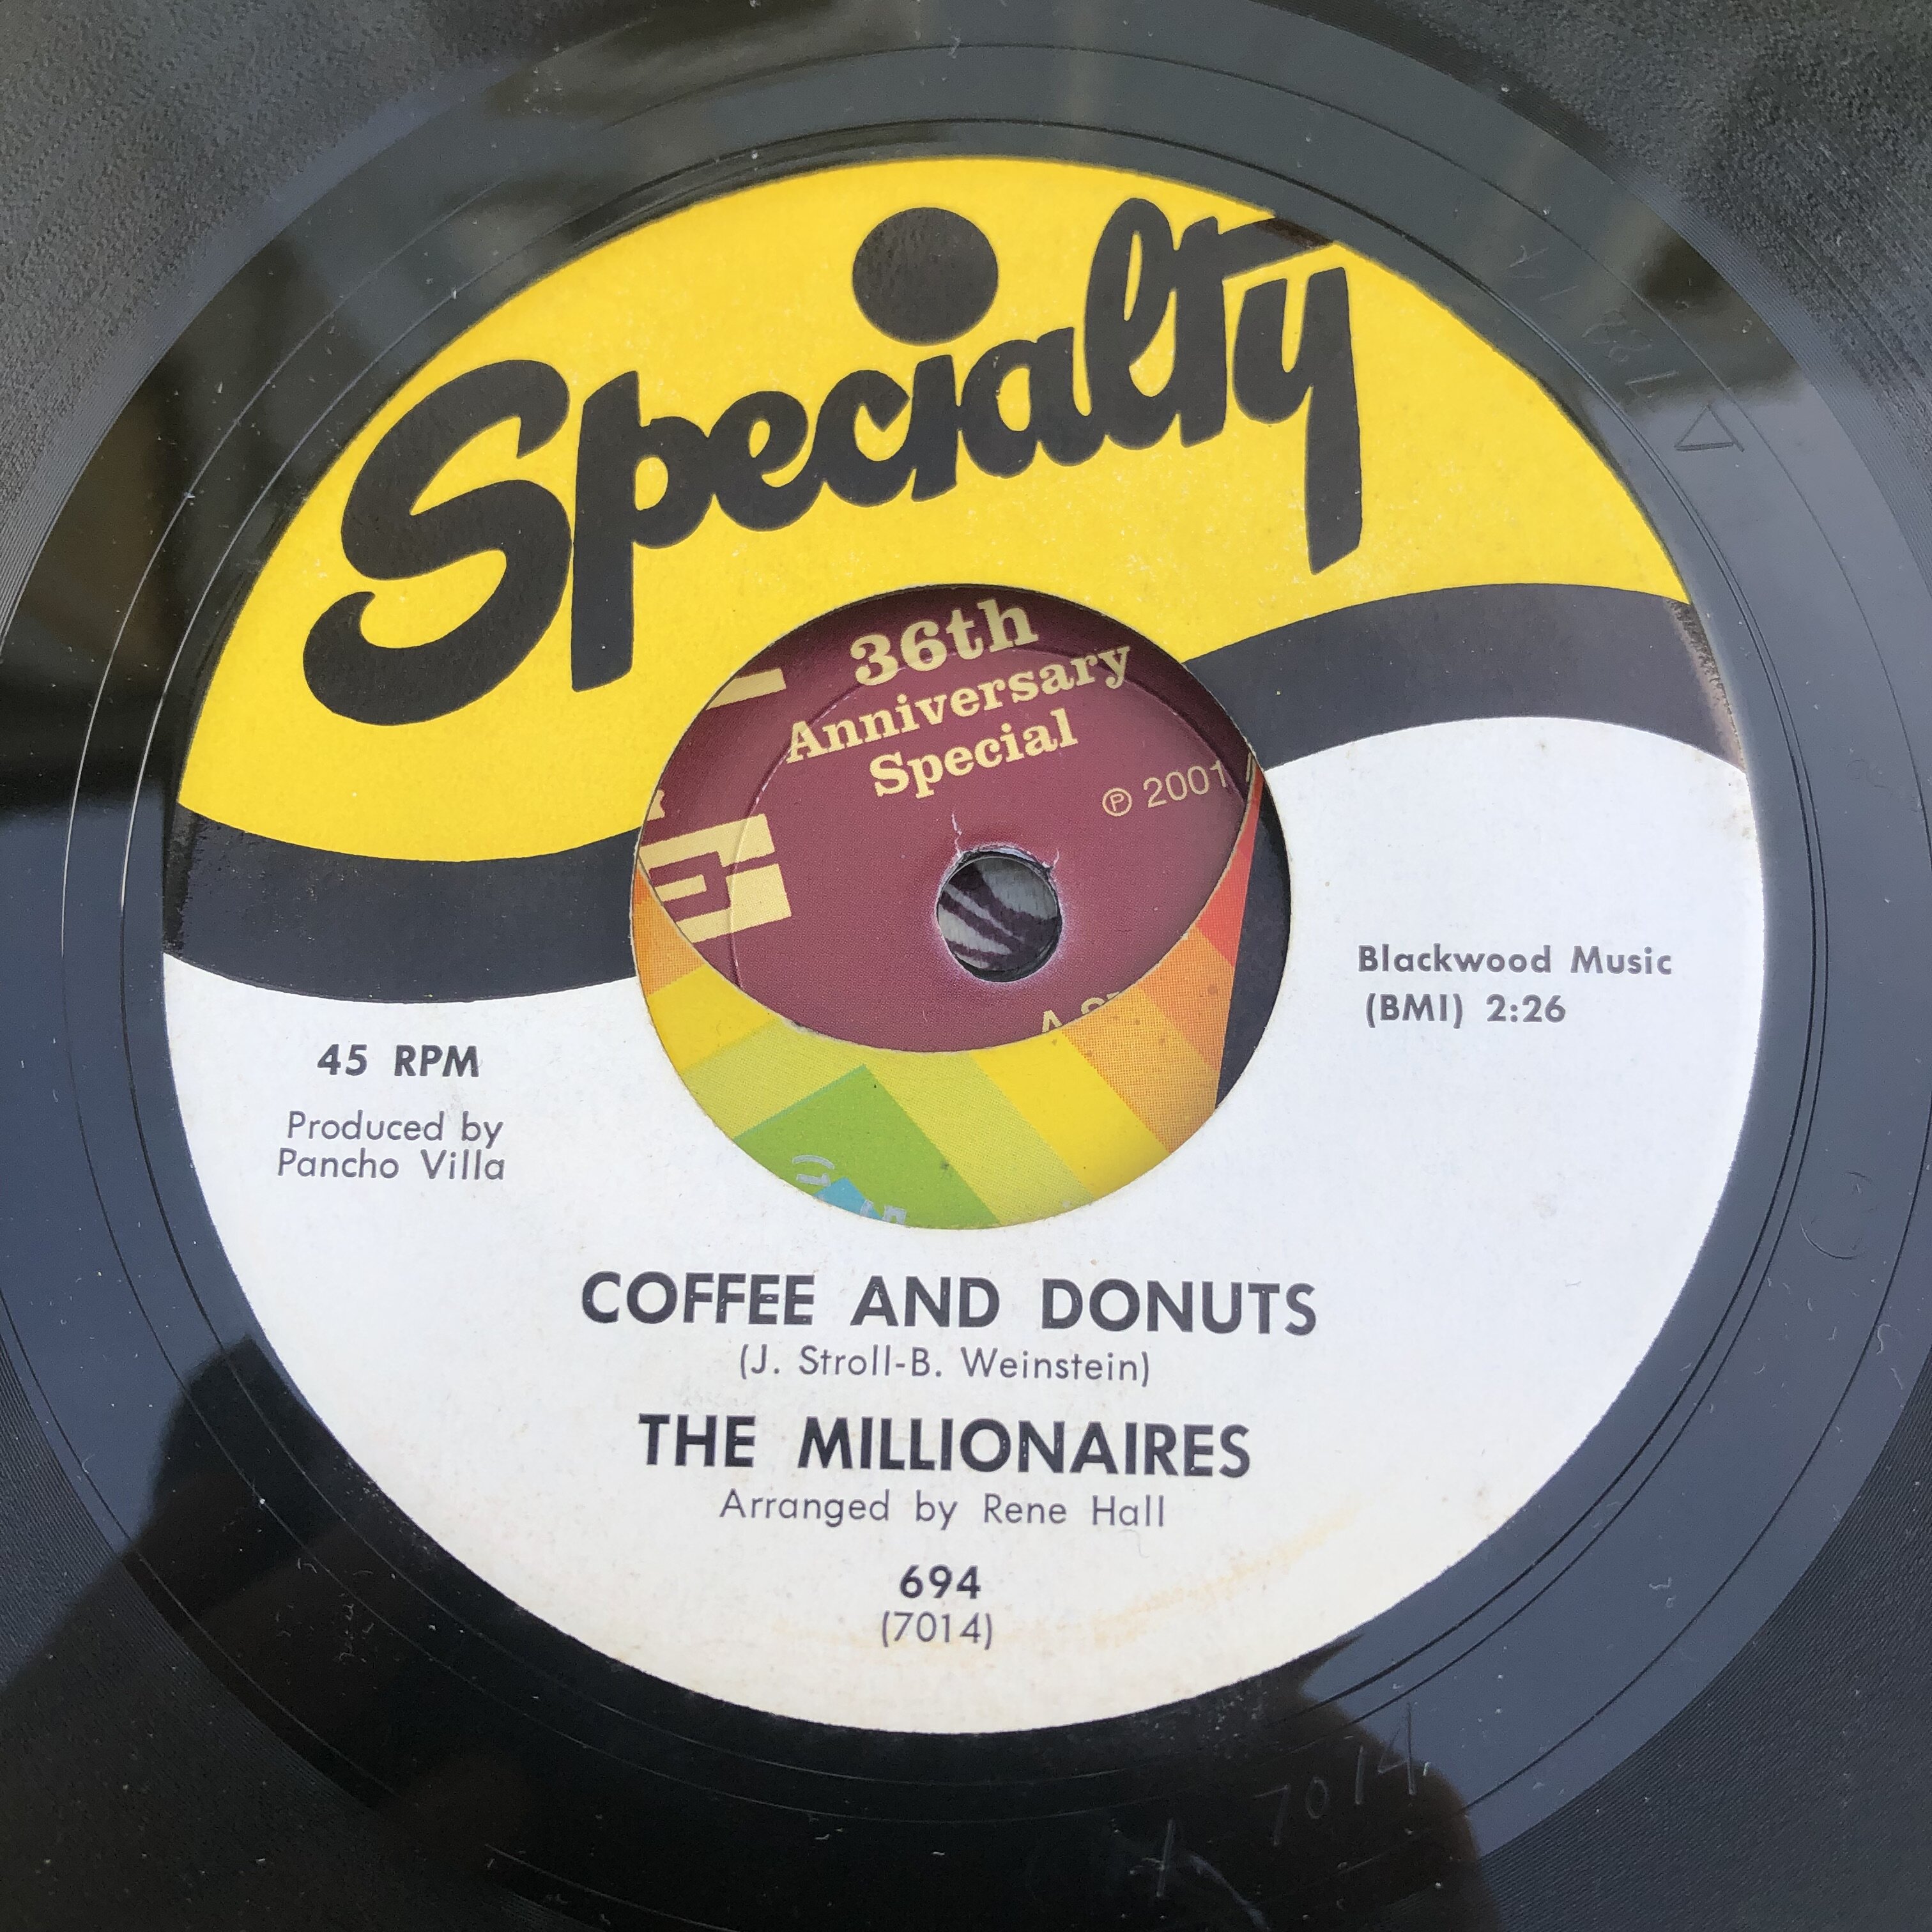 Specialty
36th
Anniversary
Special
℗ 2001
E
Blackwood Music
(BMI) 2:26
45 RPM
Produced by
Pancho Villa
COFFEE AND DONUTS
(J. Stroll-B. Weinstein)
THE MILLIONAIRES
Arranged by Rene Hall
694
(7014)
7014